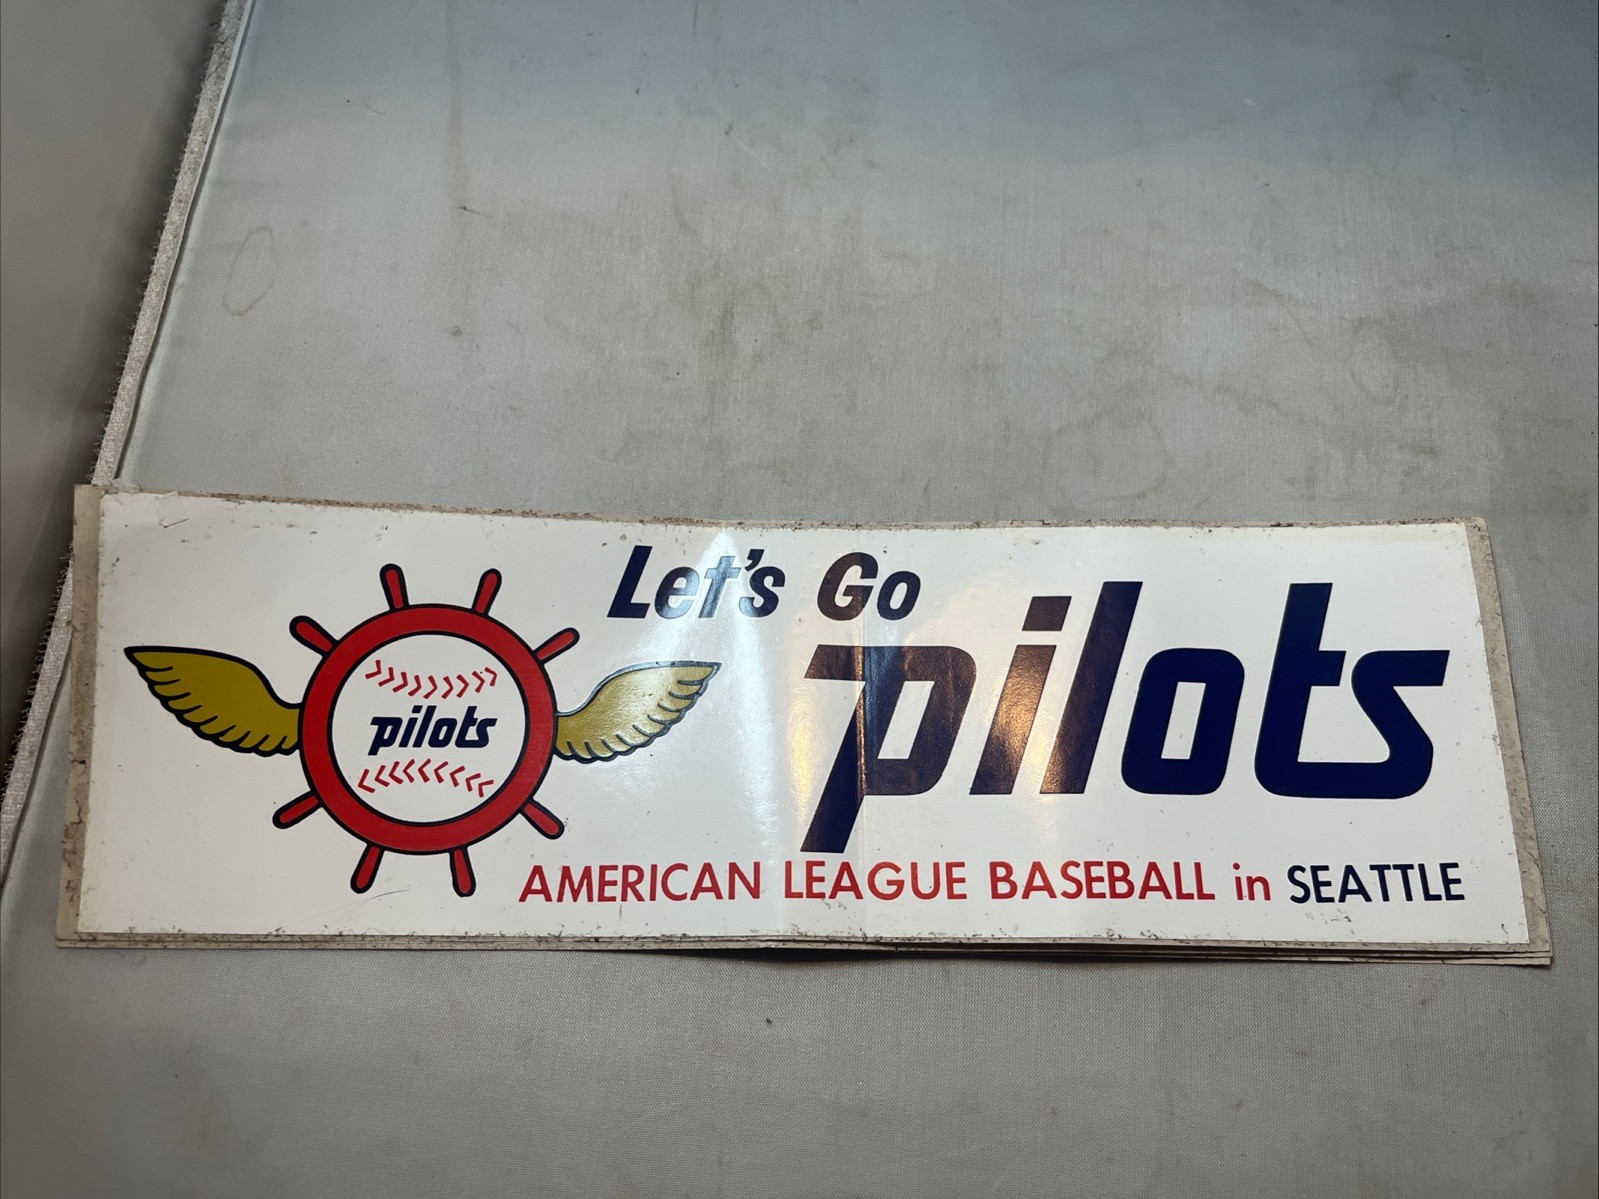 Let's Go
pilots
pilots
AMERICAN LEAGUE BASEBALL in SEATTLE